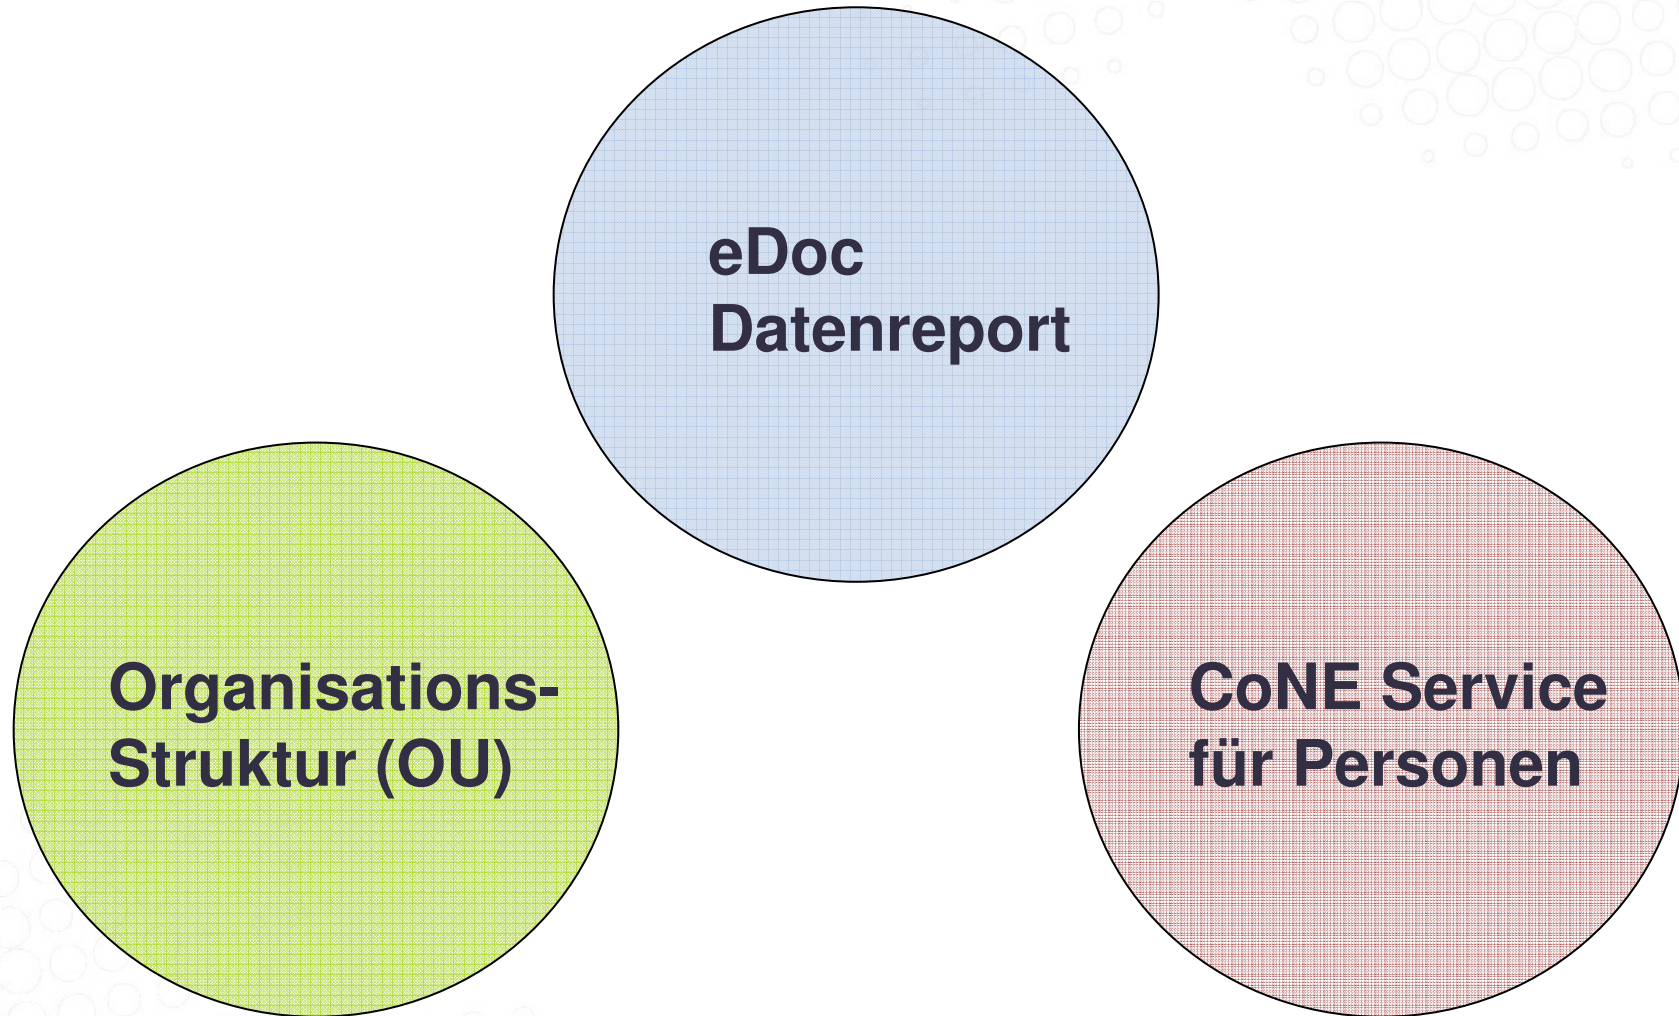 eDoc
Datenreport
Organisations-
Struktur (OU)
CoNE Service
für Personen